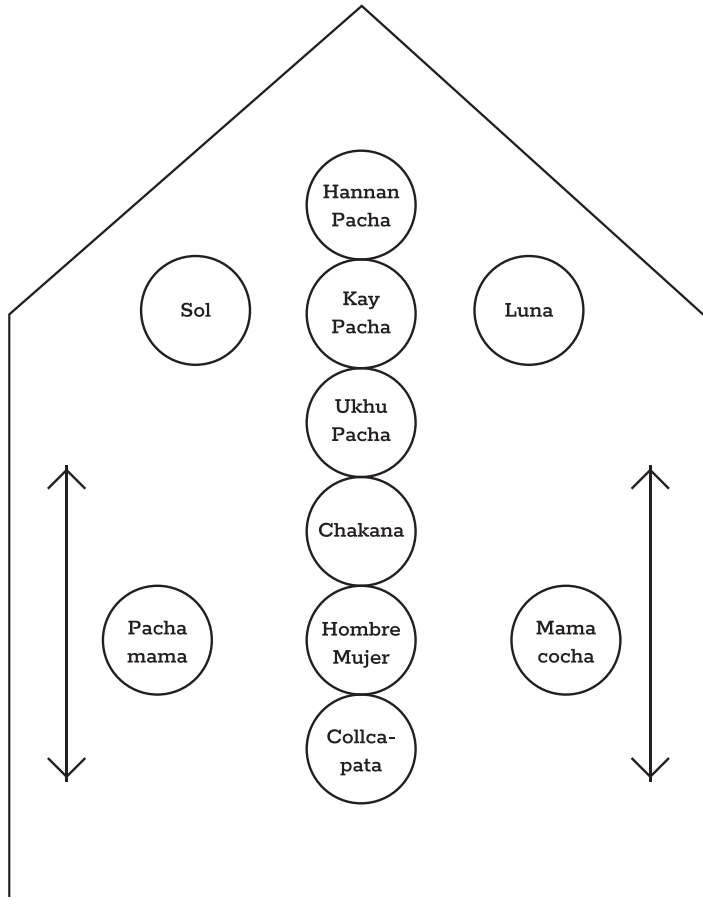 Hannan
Pacha
Sol
Kay
Pacha
Luna
Ukhu
Pacha
Chakana
Pacha
mama
Hombre
Mujer
Mama
cocha
Collca-
pata